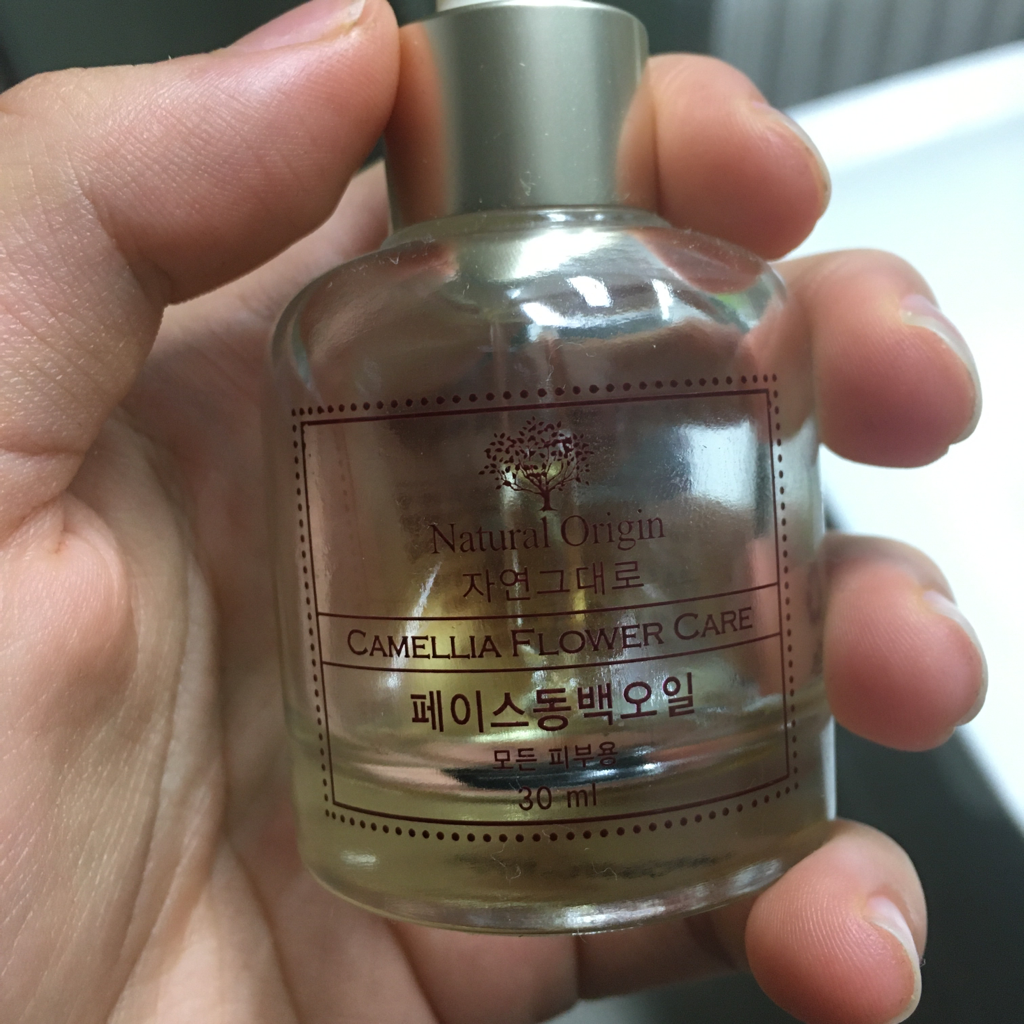 Natural Origin
자연그대로
CAMELLIA FLOWER CARE
페이스동백오일
모든 피부용
30 ml